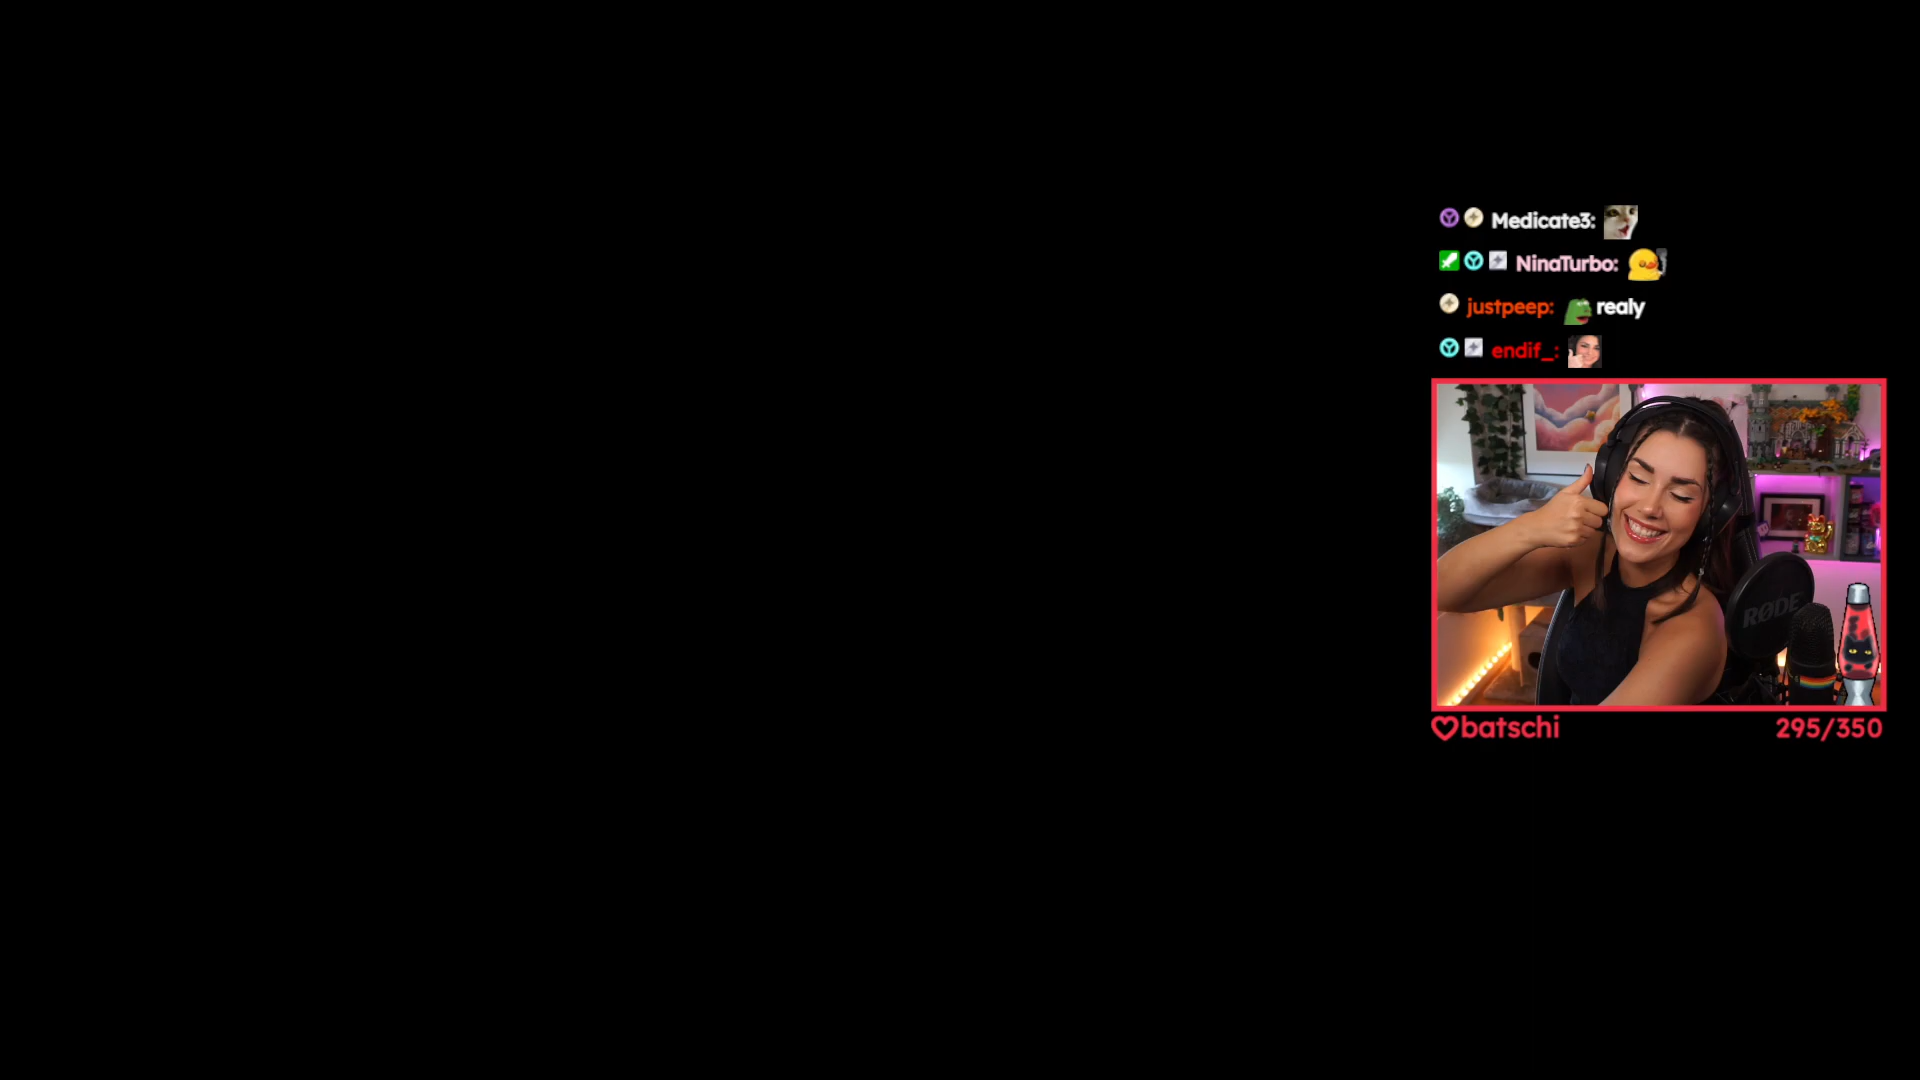 Medicate3:
NinaTurbo:
justpeep: realy
endif_:
RØDE
batschi
295/350